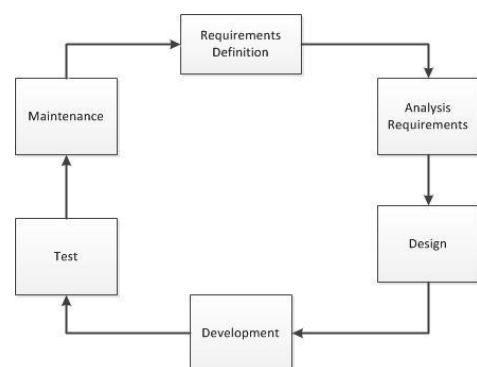 Requirements
Definition
Analysis
Requirements
Design
Development
Test
Maintenance